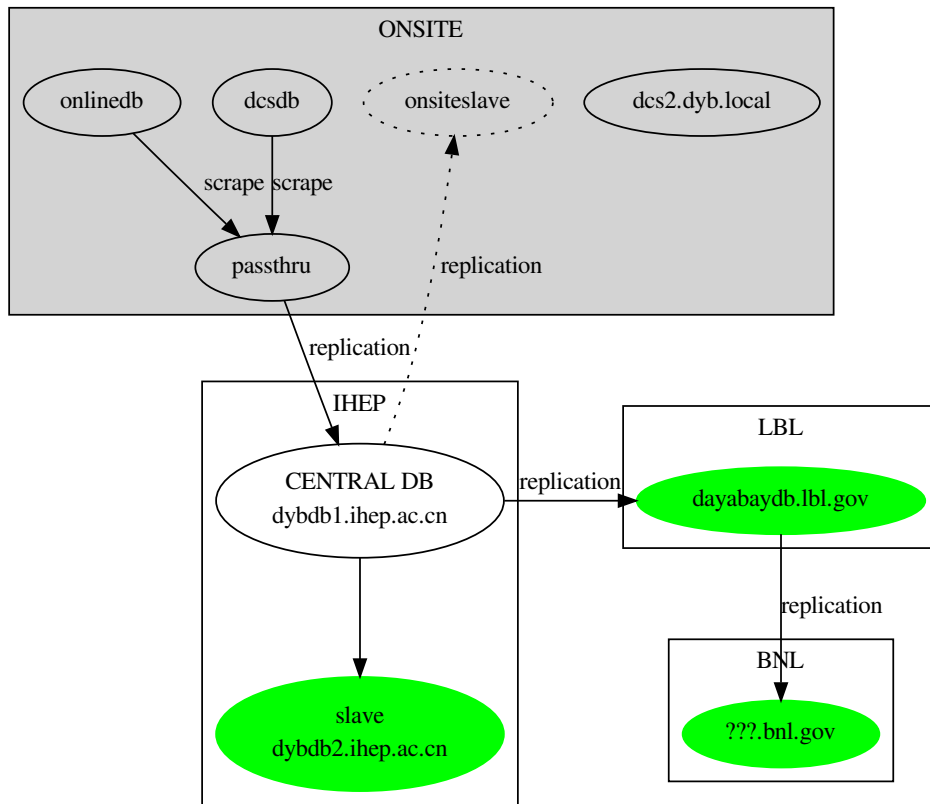 ONSITE
onlinedb
dcsdb
onsiteslave
dcs2.dyb.local
scrape
scrape
passthru
replication
replication
IHEP
LBL
CENTRAL DB
dybdb1.ihep.ac.cn
replication
dayabaydb.lbl.gov
replication
BNL
slave
dybdb2.ihep.ac.cn
???.bnl.gov